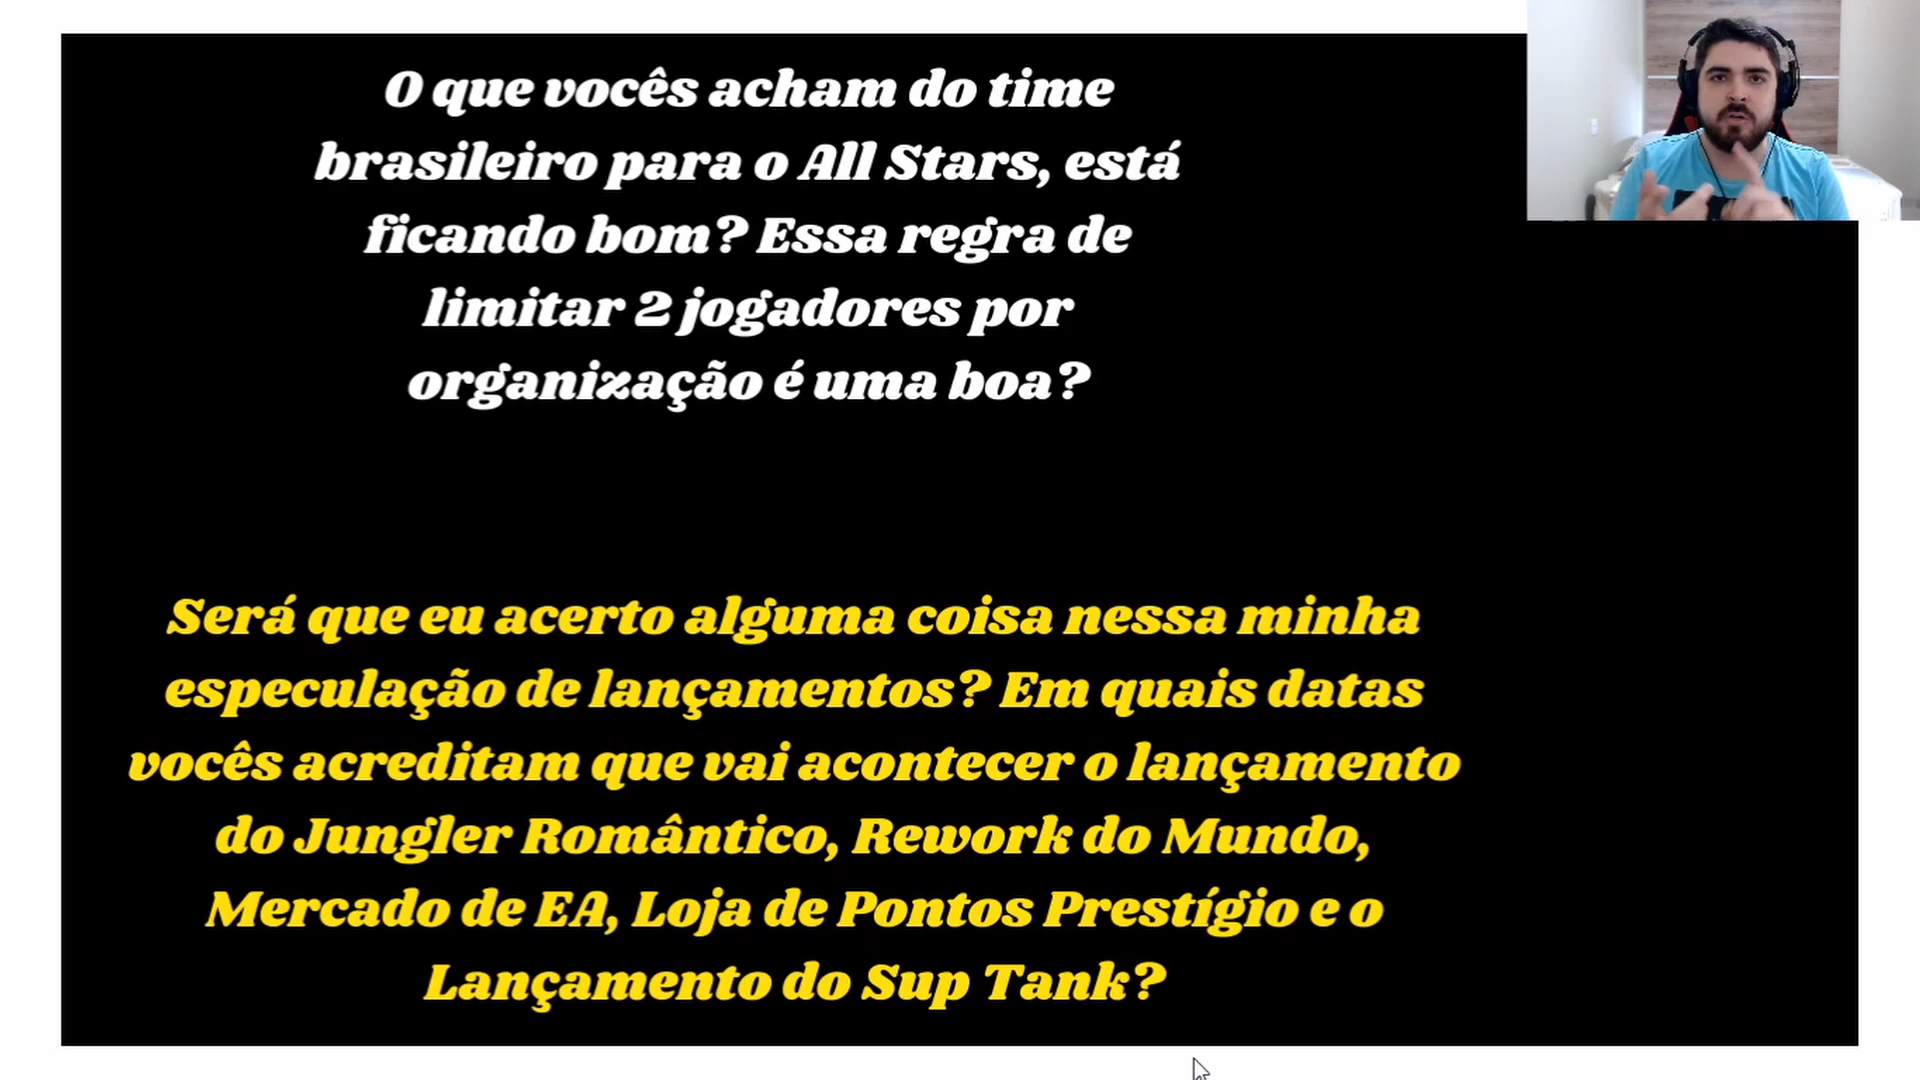 O que vocês acham do time
brasileiro para o All Stars, está
ficando bom? Essa regra de
limitar 2 jogadores por
organização é uma boa?
Será que eu acerto alguma coisa nessa minha
especulação de lançamentos? Em quais datas
vocês acreditam que vai acontecer o lançamento
do Jungler Romântico, Rework do Mundo,
Mercado de EA, Loja de Pontos Prestígio e o
Lançamento do Sup Tank?